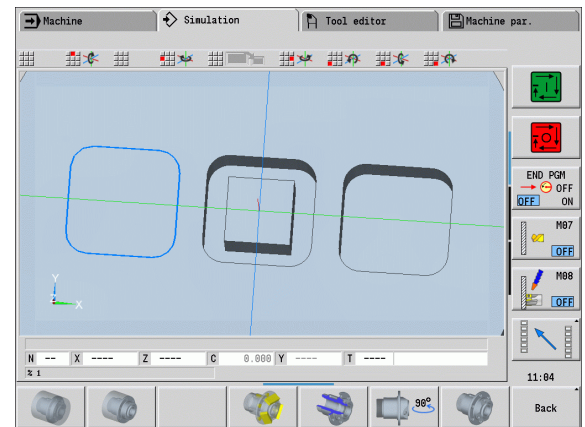 Machine Simulation Tool editor Machine par.
END PGM
OFF
OFF ON
M07
OFF
M08
OFF
Y
Z X
N -- X ---- Z ---- C 0.000 Y ---- T ----
% 1
11:04
90° Back